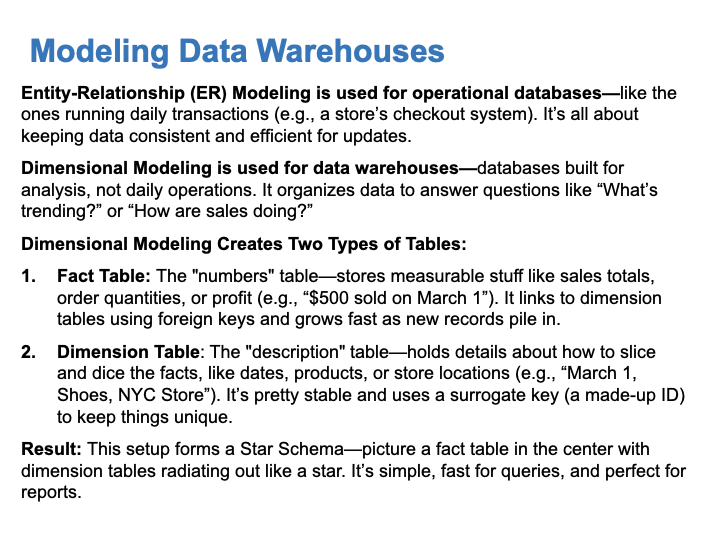 Modeling Data Warehouses
Entity-Relationship (ER) Modeling is used for operational databases—like the
ones running daily transactions (e.g., a store’s checkout system). It’s all about
keeping data consistent and efficient for updates.
Dimensional Modeling is used for data warehouses—databases built for
analysis, not daily operations. It organizes data to answer questions like “What’s
trending?” or “How are sales doing?”
Dimensional Modeling Creates Two Types of Tables:
1. Fact Table: The "numbers" table—stores measurable stuff like sales totals,
order quantities, or profit (e.g., “$500 sold on March 1”). It links to dimension
tables using foreign keys and grows fast as new records pile in.
2. Dimension Table: The "description" table—holds details about how to slice
and dice the facts, like dates, products, or store locations (e.g., “March 1,
Shoes, NYC Store”). It’s pretty stable and uses a surrogate key (a made-up ID)
to keep things unique.
Result: This setup forms a Star Schema—picture a fact table in the center with
dimension tables radiating out like a star. It’s simple, fast for queries, and perfect for
reports.